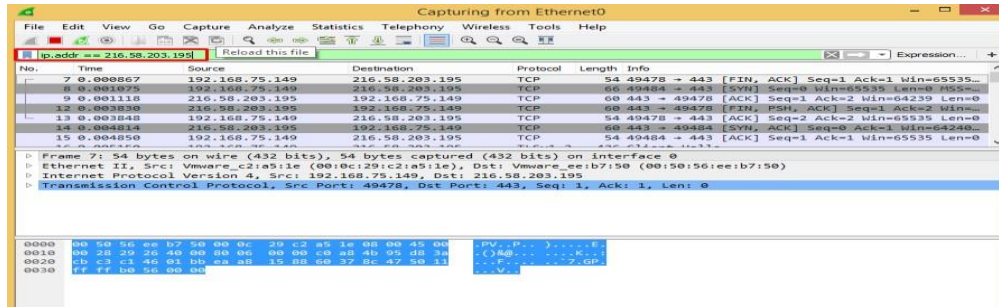 Capturing from Ethernet0
File Edit View Go Capture Analyze Statistics Telephony Wireless Tools Help
ip.addr == 216.58.203.195 Reload this file Expression... +
No. Time Source Destination Protocol Length Info
7 0.000867 192.168.75.149 216.58.203.195 TCP 54 49478 → 443 [FIN, ACK] Seq=1 Ack=1 Win=65535…
8 0.001075 192.168.75.149 216.58.203.195 TCP 66 49484 → 443 [SYN] Seq=0 Win=65535 Len=0 MSS=…
9 0.001118 216.58.203.195 192.168.75.149 TCP 60 443 → 49478 [ACK] Seq=1 Ack=2 Win=64239 Len=0
12 0.003830 216.58.203.195 192.168.75.149 TCP 60 443 → 49478 [FIN, PSH, ACK] Seq=1 Ack=2 Win=…
13 0.003848 192.168.75.149 216.58.203.195 TCP 54 49478 → 443 [ACK] Seq=2 Ack=2 Win=65535 Len=0
14 0.004814 216.58.203.195 192.168.75.149 TCP 60 443 → 49484 [SYN, ACK] Seq=0 Ack=1 Win=64240…
15 0.004850 192.168.75.149 216.58.203.195 TCP 54 49484 → 443 [ACK] Seq=1 Ack=1 Win=65535 Len=0
Frame 7: 54 bytes on wire (432 bits), 54 bytes captured (432 bits) on interface 0
Ethernet II, Src: Vmware_c2:a5:1e (00:0c:29:c2:a5:1e), Dst: Vmware_ee:b7:50 (00:50:56:ee:b7:50)
Internet Protocol Version 4, Src: 192.168.75.149, Dst: 216.58.203.195
Transmission Control Protocol, Src Port: 49478, Dst Port: 443, Seq: 1, Ack: 1, Len: 0
0000 00 50 56 ee b7 50 00 0c 29 c2 a5 1e 08 00 45 00 .PV..P.. ).....E.
0010 00 28 29 26 40 00 80 06 00 00 c0 a8 4b 95 d8 3a .()&@... ....K..:
0020 cb c3 c1 46 01 bb ea a8 15 88 60 37 8c 47 50 11 ...F.... ..`7.GP.
0030 ff ff b0 56 00 00 ...V..